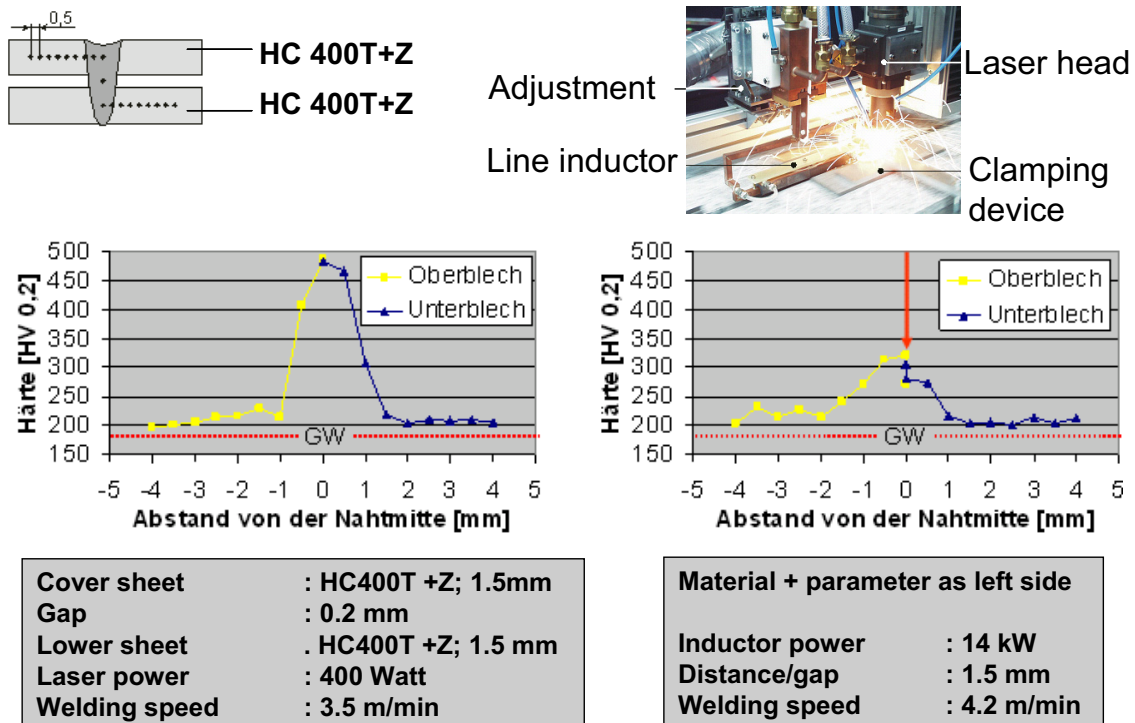 0,5
HC 400T+Z
HC 400T+Z
Adjustment
Line inductor
Laser head
Clamping
device
500
450
400
350
300
250
200
150
Härte [HV 0,2]
Oberblech
Unterblech
GW
-5 -4 -3 -2 -1 0 1 2 3 4 5
Abstand von der Nahtmitte [mm]
500
450
400
350
300
250
200
150
Härte [HV 0,2]
Oberblech
Unterblech
GW
-5 -4 -3 -2 -1 0 1 2 3 4 5
Abstand von der Nahtmitte [mm]
Cover sheet : HC400T +Z; 1.5mm
Gap : 0.2 mm
Lower sheet . HC400T +Z; 1.5 mm
Laser power : 400 Watt
Welding speed : 3.5 m/min
Material + parameter as left side
Inductor power : 14 kW
Distance/gap : 1.5 mm
Welding speed : 4.2 m/min